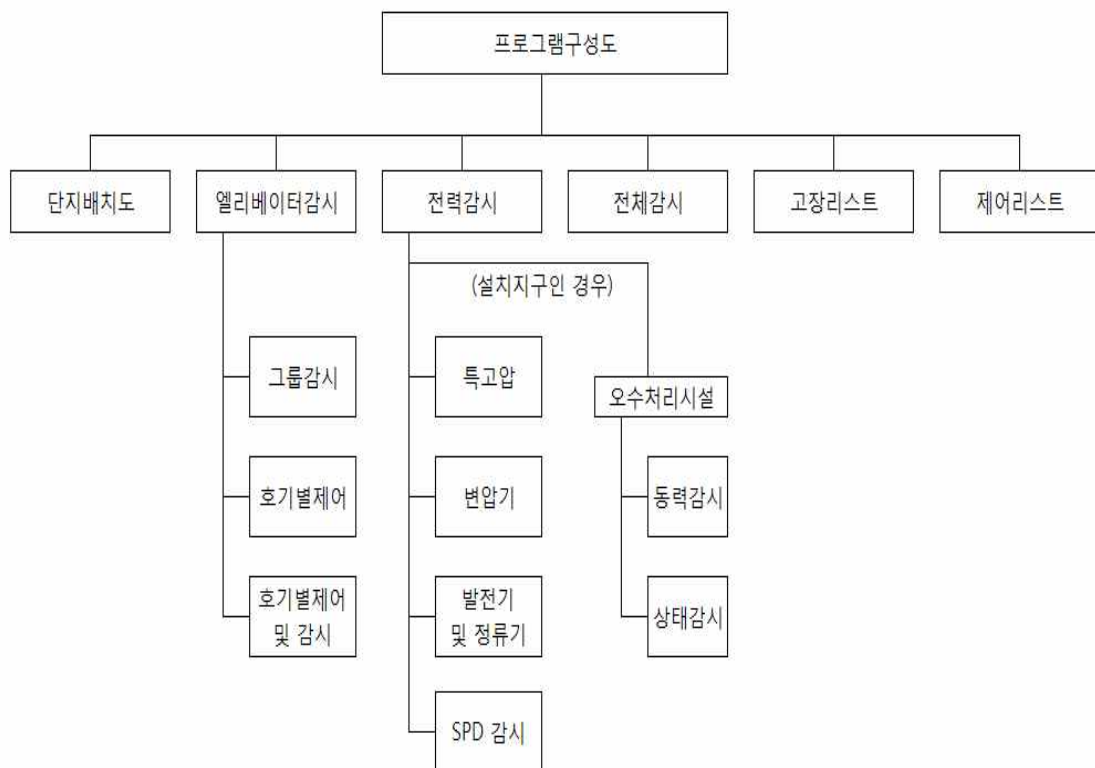 프로그램구성도
단지배치도
엘리베이터감시
전력감시
전체감시
고장리스트
제어리스트
(설치지구인 경우)
그룹감시
특고압
오수처리시설
호기별제어
변압기
동력감시
호기별제어
및 감시
발전기
및 정류기
상태감시
SPD 감시